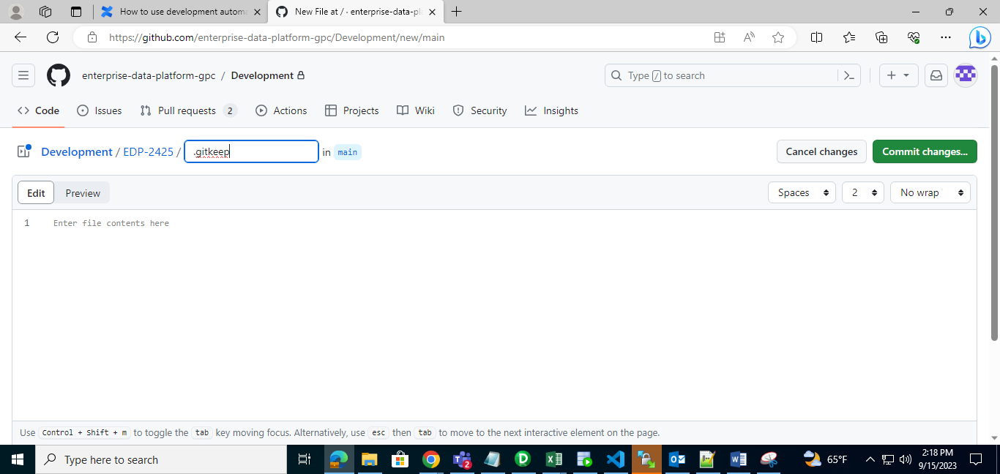 How to use development automa
New File at / · enterprise-data-pl
https://github.com/enterprise-data-platform-gpc/Development/new/main
enterprise-data-platform-gpc / Development
Type / to search
Code
Issues
Pull requests 2
Actions
Projects
Wiki
Security
Insights
Development / EDP-2425 / .gitkeep in main
Cancel changes
Commit changes...
Edit
Preview
Spaces
2
No wrap
1 Enter file contents here
Use Control + Shift + m to toggle the tab key moving focus. Alternatively, use esc then tab to move to the next interactive element on the page.
Type here to search
2
65°F
2:18 PM
9/15/2023